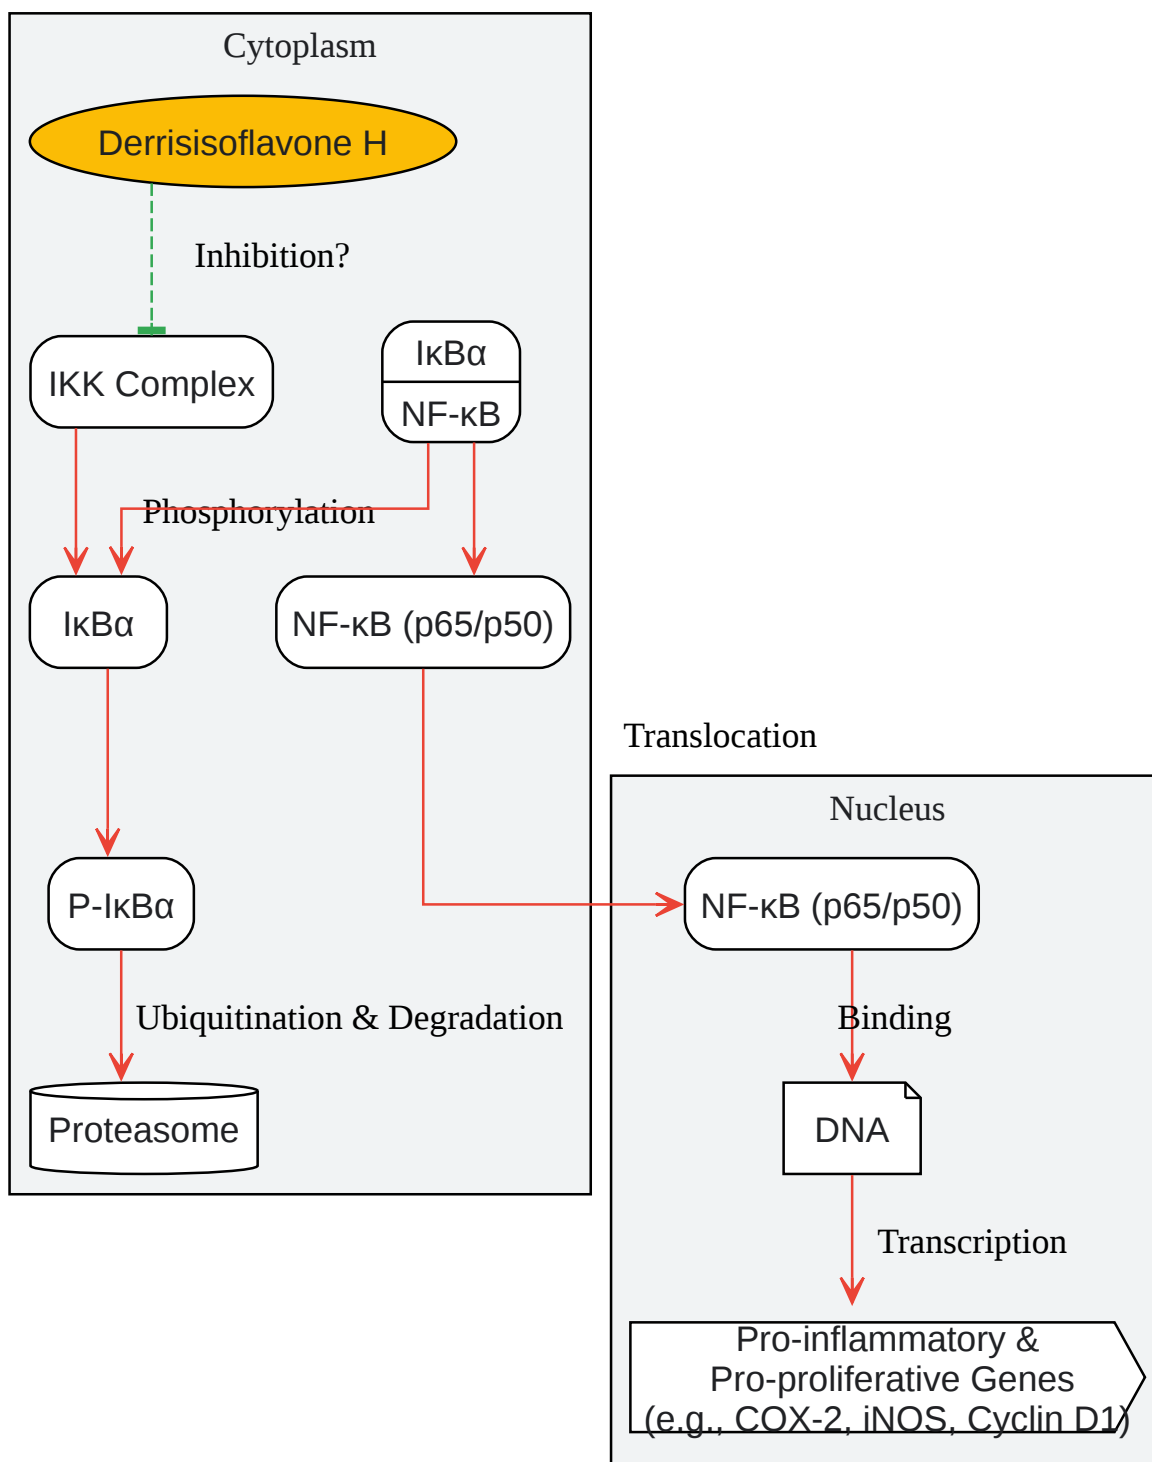 Cytoplasm
Derrisisoflavone H
Inhibition?
IKK Complex
IκBα
NF-κB
Phosphorylation
IκBα
NF-κB (p65/p50)
P-IκBα
Ubiquitination & Degradation
Proteasome
Translocation
Nucleus
NF-κB (p65/p50)
Binding
DNA
Transcription
Pro-inflammatory &
Pro-proliferative Genes
(e.g., COX-2, iNOS, Cyclin D1)